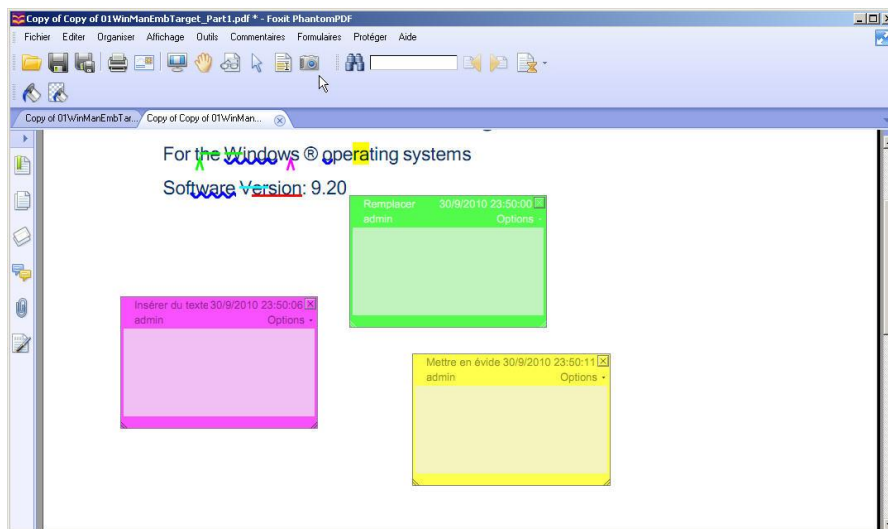 Copy of Copy of 01WinManEmbTarget_Part1.pdf * - Foxit PhantomPDF
Fichier Editer Organiser Affichage Outils Commentaires Formulaires Protéger Aide
Copy of 01WinManEmbTar... Copy of Copy of 01WinMan...
For the Windows ® operating systems
Software Version: 9.20
Remplacer 30/9/2010 23:50:00
admin Options
Insérer du texte 30/9/2010 23:50:06
admin Options
Mettre en évide 30/9/2010 23:50:11
admin Options